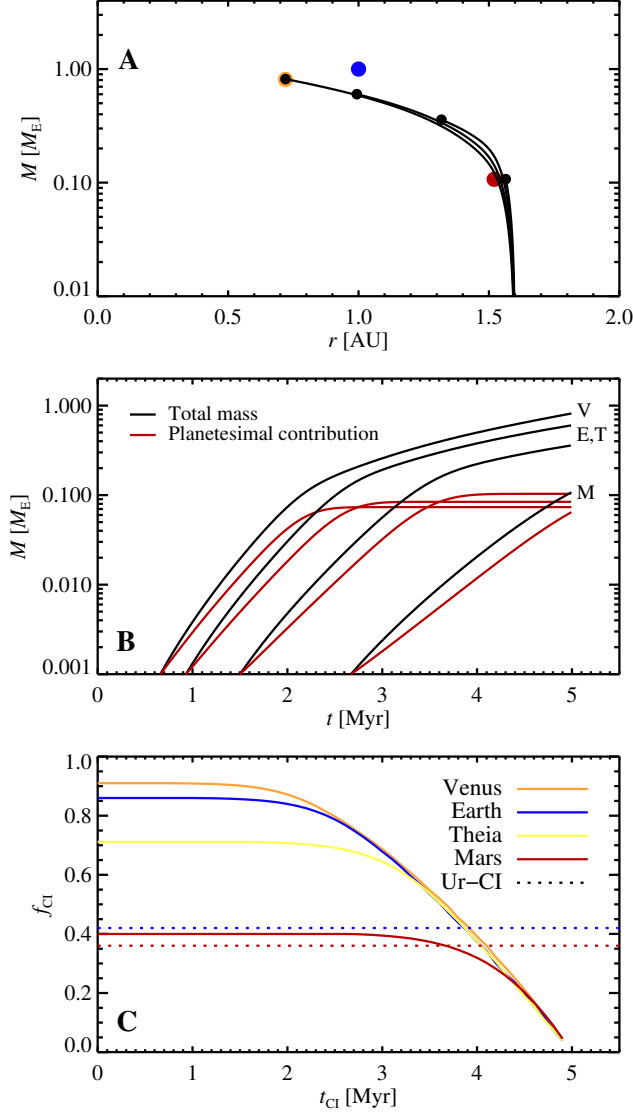 A
M [M_E]
1.00
0.10
0.01
0.0
0.5
1.0
1.5
2.0
r [AU]
B
M [M_E]
1.000
0.100
0.010
0.001
Total mass
Planetesimal contribution
V
E,T
M
0
1
2
3
4
5
t [Myr]
C
f_CI
1.0
0.8
0.6
0.4
0.2
0.0
Venus
Earth
Theia
Mars
Ur−CI
0
1
2
3
4
5
t_CI [Myr]